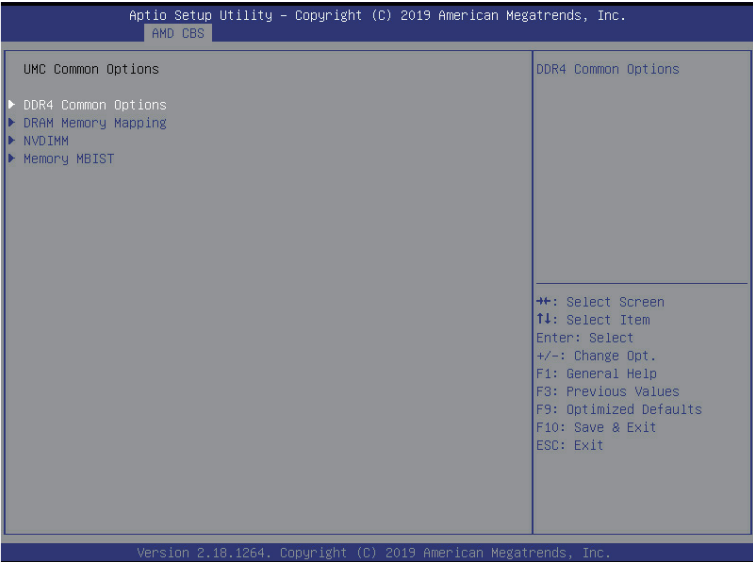 Aptio Setup Utility – Copyright (C) 2019 American Megatrends, Inc.
AMD CBS
UMC Common Options
DDR4 Common Options
DRAM Memory Mapping
NVDIMM
Memory MBIST
DDR4 Common Options
→←: Select Screen
↑↓: Select Item
Enter: Select
+/-: Change Opt.
F1: General Help
F3: Previous Values
F9: Optimized Defaults
F10: Save & Exit
ESC: Exit
Version 2.18.1264. Copyright (C) 2019 American Megatrends, Inc.